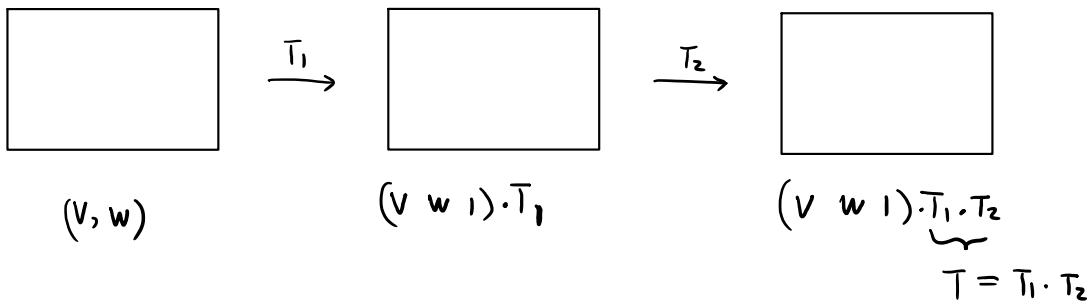 T₁
T₂
(v, w)
(v w 1)·T₁
(v w 1)·T₁·T₂
T = T₁·T₂